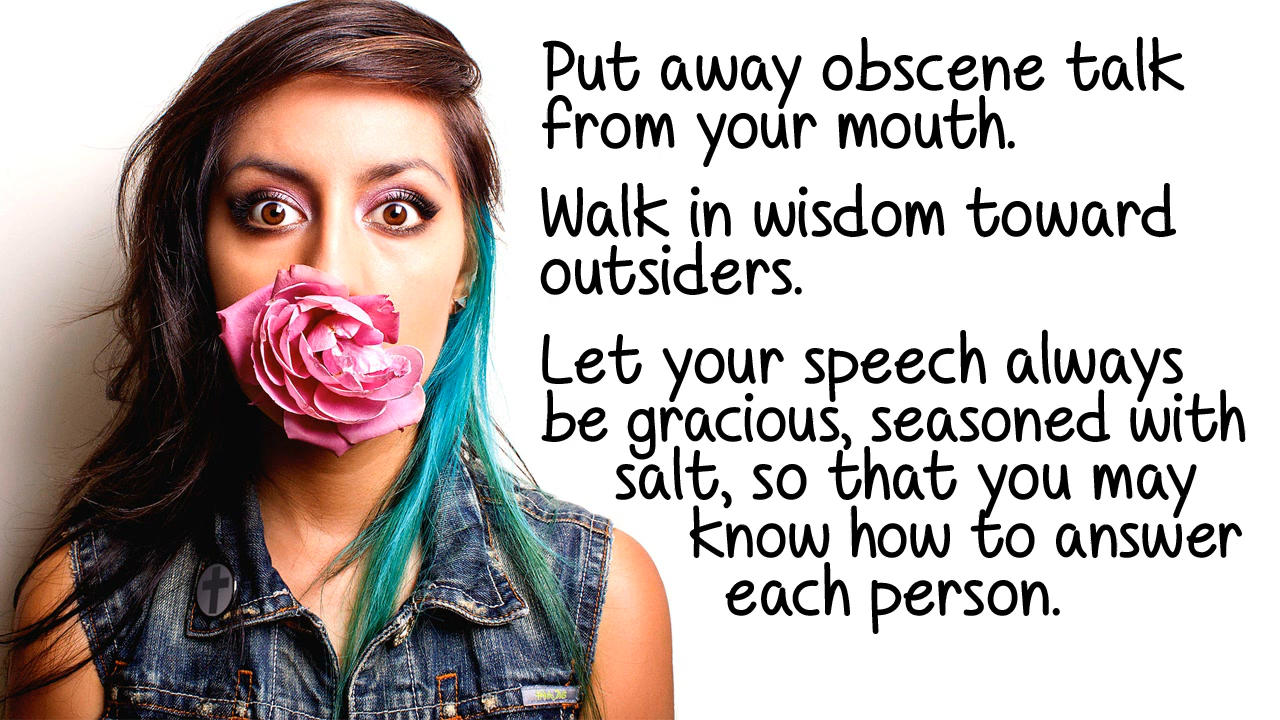 Put away obscene talk
from your mouth.
Walk in wisdom toward
outsiders.
Let your speech always
be gracious, seasoned with
salt, so that you may
know how to answer
each person.